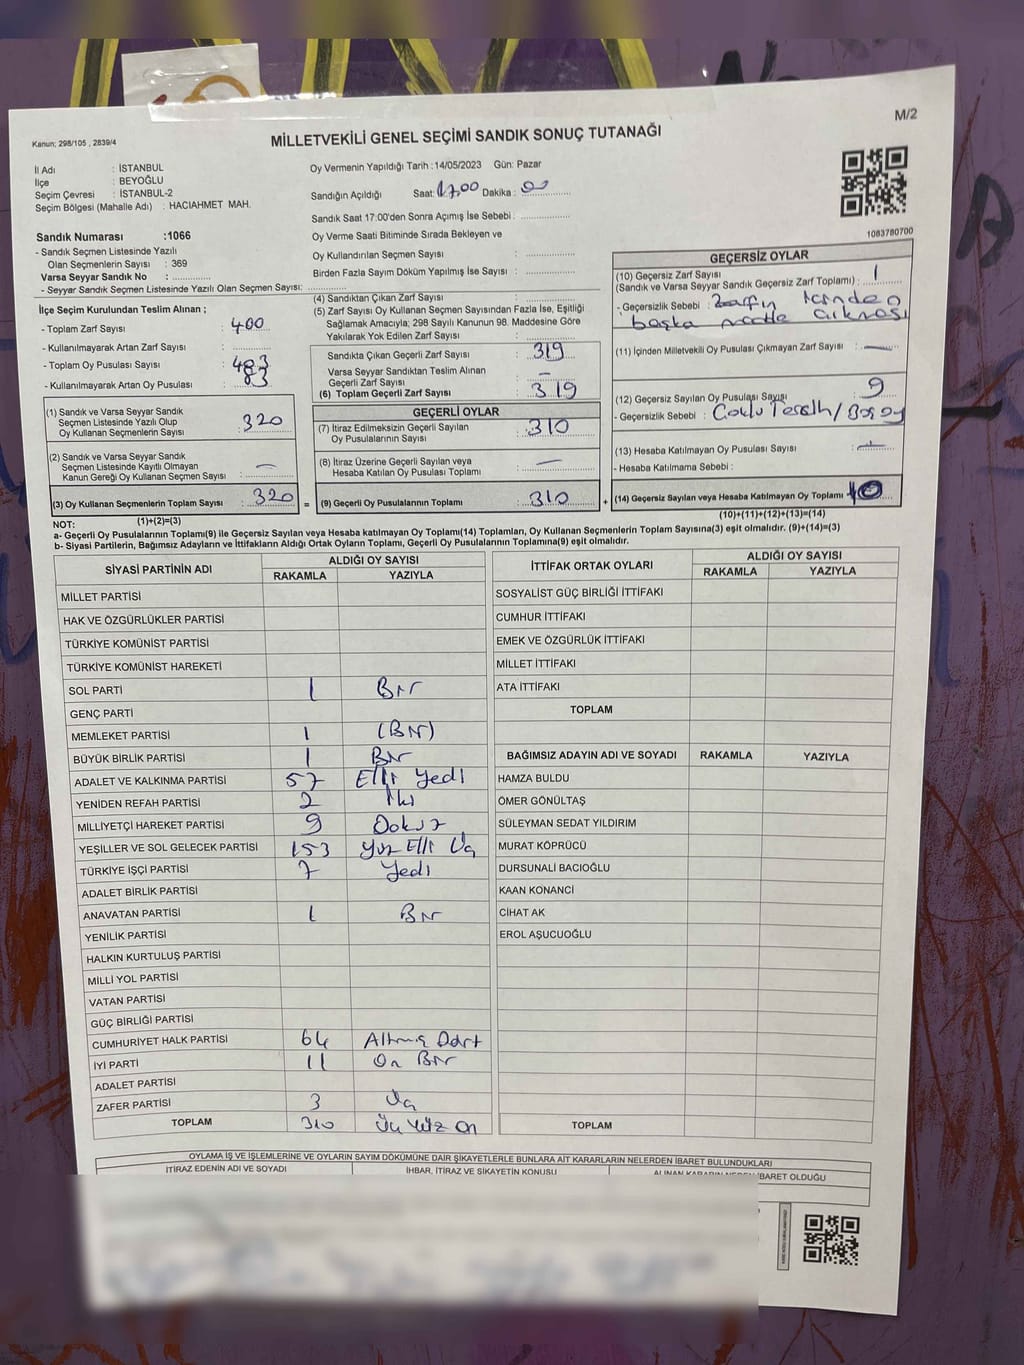 M/2
Kanun; 298/105 , 2839/4
MİLLETVEKİLİ GENEL SEÇİMİ SANDIK SONUÇ TUTANAĞI
İl Adı : İSTANBUL
İlçe : BEYOĞLU
Seçim Çevresi : İSTANBUL-2
Seçim Bölgesi (Mahalle Adı) : HACIAHMET MAH.
Sandık Numarası :1066
- Sandık Seçmen Listesinde Yazılı
Olan Seçmenlerin Sayısı : 369
Varsa Seyyar Sandık No :
- Seyyar Sandık Seçmen Listesinde Yazılı Olan Seçmen Sayısı:
Oy Vermenin Yapıldığı Tarih :14/05/2023 Gün: Pazar
Sandığın Açıldığı Saat: 17,00 Dakika : 00
Sandık Saat 17:00'den Sonra Açımış İse Sebebi :
Oy Verme Saati Bitiminde Sırada Bekleyen ve
Oy Kullandırılan Seçmen Sayısı :
Birden Fazla Sayım Döküm Yapılmış İse Sayısı :
1083780700
İlçe Seçim Kurulundan Teslim Alınan ;
- Toplam Zarf Sayısı : 400
- Kullanılmayarak Artan Zarf Sayısı :
- Toplam Oy Pusulası Sayısı : 483
- Kullanılmayarak Artan Oy Pusulası : 83
(1) Sandık ve Varsa Seyyar Sandık
Seçmen Listesinde Yazılı Olup
Oy Kullanan Seçmenlerin Sayısı : 320
(2) Sandık ve Varsa Seyyar Sandık
Seçmen Listesinde Kayıtlı Olmayan
Kanun Gereği Oy Kullanan Seçmen Sayısı : —
(3) Oy Kullanan Seçmenlerin Toplam Sayısı : 320
(1)+(2)=(3)
(4) Sandıktan Çıkan Zarf Sayısı :
(5) Zarf Sayısı Oy Kullanan Seçmen Sayısından Fazla İse, Eşitliği
Sağlamak Amacıyla; 298 Sayılı Kanunun 98. Maddesine Göre
Yakılarak Yok Edilen Zarf Sayısı :
Sandıkta Çıkan Geçerli Zarf Sayısı : 319
Varsa Seyyar Sandıktan Teslim Alınan
Geçerli Zarf Sayısı : —
(6) Toplam Geçerli Zarf Sayısı : 319
GEÇERLİ OYLAR
(7) İtiraz Edilmeksizin Geçerli Sayılan
Oy Pusulalarının Sayısı : 310
(8) İtiraz Üzerine Geçerli Sayılan veya
Hesaba Katılan Oy Pusulası Toplamı : —
= (9) Geçerli Oy Pusulalarının Toplamı : 310
GEÇERSİZ OYLAR
(10) Geçersiz Zarf Sayısı
(Sandık ve Varsa Seyyar Sandık Geçersiz Zarf Toplamı) : 1
- Geçersizlik Sebebi : Zarfın İçinden
başka madde çıkması
(11) İçinden Milletvekili Oy Pusulası Çıkmayan Zarf Sayısı : —
(12) Geçersiz Sayılan Oy Pusulası Sayısı : 9
- Geçersizlik Sebebi : Çoklu Tercih/Boş oy
(13) Hesaba Katılmayan Oy Pusulası Sayısı : —
- Hesaba Katılmama Sebebi :
+ (14) Geçersiz Sayılan veya Hesaba Katılmayan Oy Toplamı : 10
(10)+(11)+(12)+(13)=(14)
NOT:
a- Geçerli Oy Pusulalarının Toplamı(9) ile Geçersiz Sayılan veya Hesaba katılmayan Oy Toplamı(14) Toplamları, Oy Kullanan Seçmenlerin Toplam Sayısına(3) eşit olmalıdır. (9)+(14)=(3)
b- Siyasi Partilerin, Bağımsız Adayların ve İttifakların Aldığı Ortak Oyların Toplamı, Geçerli Oy Pusulalarının Toplamına(9) eşit olmalıdır.
SİYASİ PARTİNİN ADI ALDIĞI OY SAYISI
RAKAMLA YAZIYLA
MİLLET PARTİSİ
HAK VE ÖZGÜRLÜKLER PARTİSİ
TÜRKİYE KOMÜNİST PARTİSİ
TÜRKİYE KOMÜNİST HAREKETİ
SOL PARTİ 1 Bir
GENÇ PARTİ
MEMLEKET PARTİSİ 1 (Bir)
BÜYÜK BİRLİK PARTİSİ 1 Bir
ADALET VE KALKINMA PARTİSİ 57 Elli Yedi
YENİDEN REFAH PARTİSİ 2 İki
MİLLİYETÇİ HAREKET PARTİSİ 9 Dokuz
YEŞİLLER VE SOL GELECEK PARTİSİ 153 Yüz Elli Üç
TÜRKİYE İŞÇİ PARTİSİ 7 Yedi
ADALET BİRLİK PARTİSİ
ANAVATAN PARTİSİ 1 Bir
YENİLİK PARTİSİ
HALKIN KURTULUŞ PARTİSİ
MİLLİ YOL PARTİSİ
VATAN PARTİSİ
GÜÇ BİRLİĞİ PARTİSİ
CUMHURİYET HALK PARTİSİ 64 Altmış Dört
İYİ PARTİ 11 On Bir
ADALET PARTİSİ
ZAFER PARTİSİ 3 Üç
TOPLAM 310 Üç Yüz On
İTTİFAK ORTAK OYLARI ALDIĞI OY SAYISI
RAKAMLA YAZIYLA
SOSYALİST GÜÇ BİRLİĞİ İTTİFAKI
CUMHUR İTTİFAKI
EMEK VE ÖZGÜRLÜK İTTİFAKI
MİLLET İTTİFAKI
ATA İTTİFAKI
TOPLAM
BAĞIMSIZ ADAYIN ADI VE SOYADI RAKAMLA YAZIYLA
HAMZA BULDU
ÖMER GÖNÜLTAŞ
SÜLEYMAN SEDAT YILDIRIM
MURAT KÖPRÜCÜ
DURSUNALİ BACIOĞLU
KAAN KONANCİ
CİHAT AK
EROL AŞUCUOĞLU
TOPLAM
OYLAMA İŞ VE İŞLEMLERİNE VE OYLARIN SAYIM DÖKÜMÜNE DAİR ŞİKAYETLERLE BUNLARA AİT KARARLARIN NELERDEN İBARET BULUNDUKLARI
İTİRAZ EDENİN ADI VE SOYADI İHBAR, İTİRAZ VE ŞİKAYETİN KONUSU ALINAN KARARIN NEDEN İBARET OLDUĞU